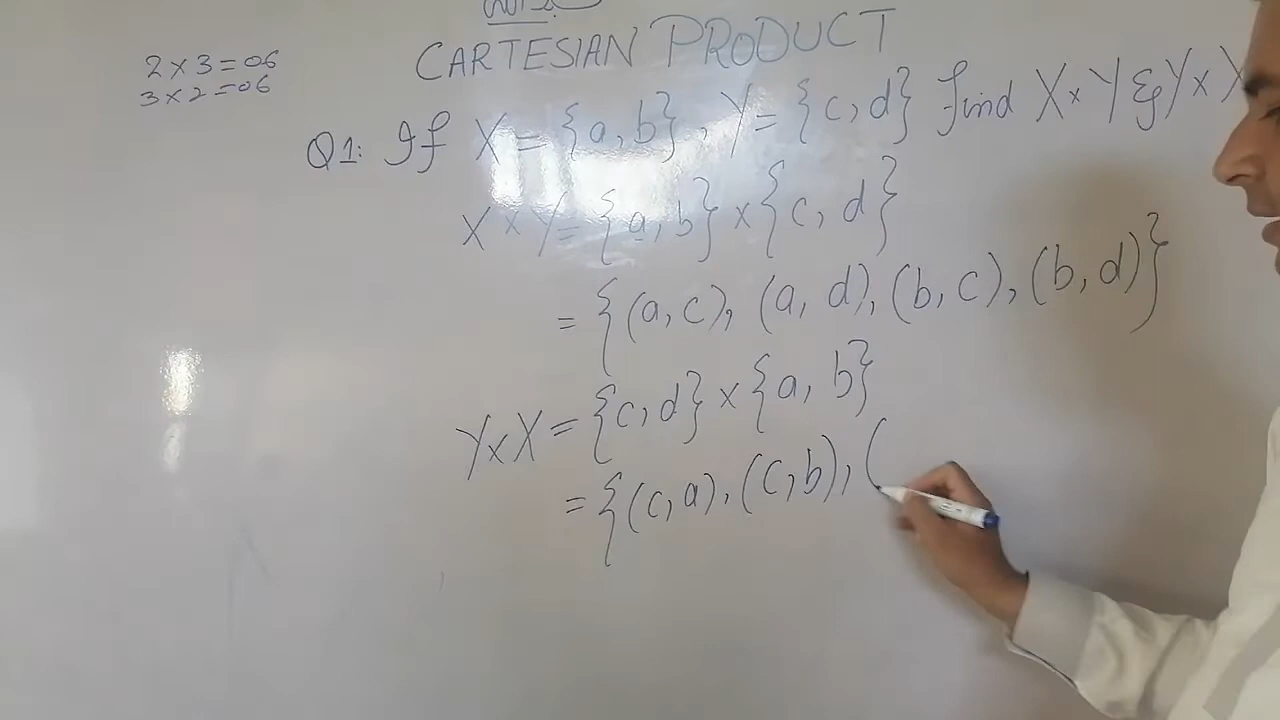 CARTESIAN PRODUCT
2 x 3 = 06
3 x 2 = 06
Q1: If X = {a, b}, Y = {c, d} find X x Y & Y x X
X x Y = {a, b} x {c, d}
= {(a, c), (a, d), (b, c), (b, d)}
Y x X = {c, d} x {a, b}
= {(c, a), (c, b), (